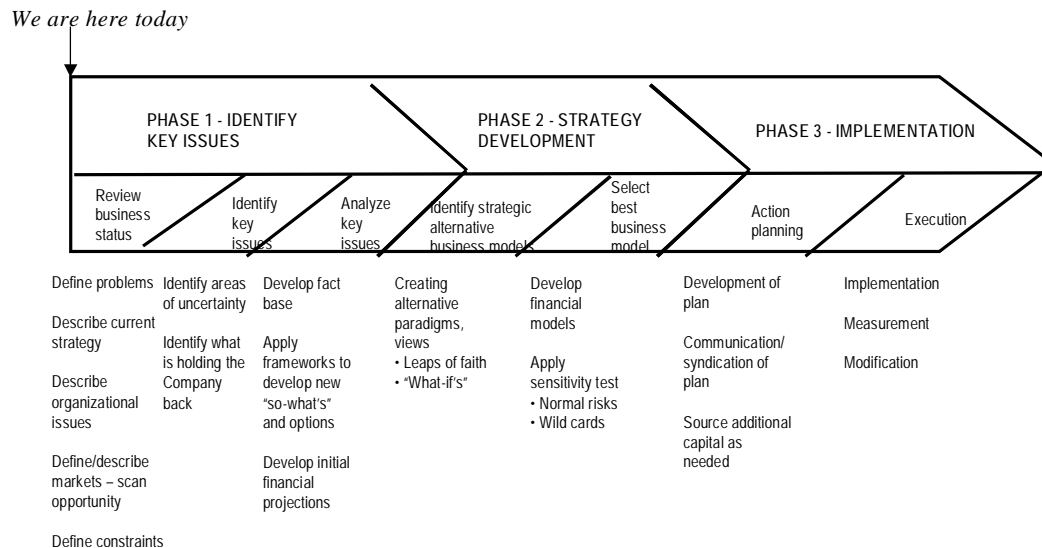 We are here today
PHASE 1 - IDENTIFY
KEY ISSUES
PHASE 2 - STRATEGY
DEVELOPMENT
PHASE 3 - IMPLEMENTATION
Review
business
status
Identify
key
issues
Analyze
key
issues
Identify strategic
alternative
business models
Select
best
business
model
Action
planning
Execution
Define problems
Describe current
strategy
Describe
organizational
issues
Define/describe
markets – scan
opportunity
Define constraints
Identify areas
of uncertainty
Identify what
is holding the
Company
back
Develop fact
base
Apply
frameworks to
develop new
“so-what’s”
and options
Develop initial
financial
projections
Creating
alternative
paradigms,
views
• Leaps of faith
• “What-if’s”
Develop
financial
models
Apply
sensitivity test
• Normal risks
• Wild cards
Development of
plan
Communication/
syndication of
plan
Source additional
capital as
needed
Implementation
Measurement
Modification